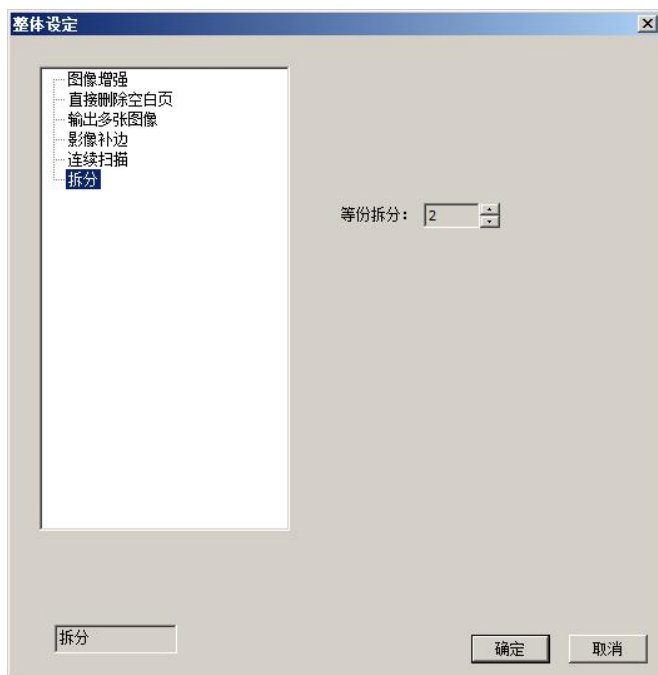 整体设定
图像增强
直接删除空白页
输出多张图像
影像补边
连续扫描
拆分
等份拆分： 2
拆分
确定 取消